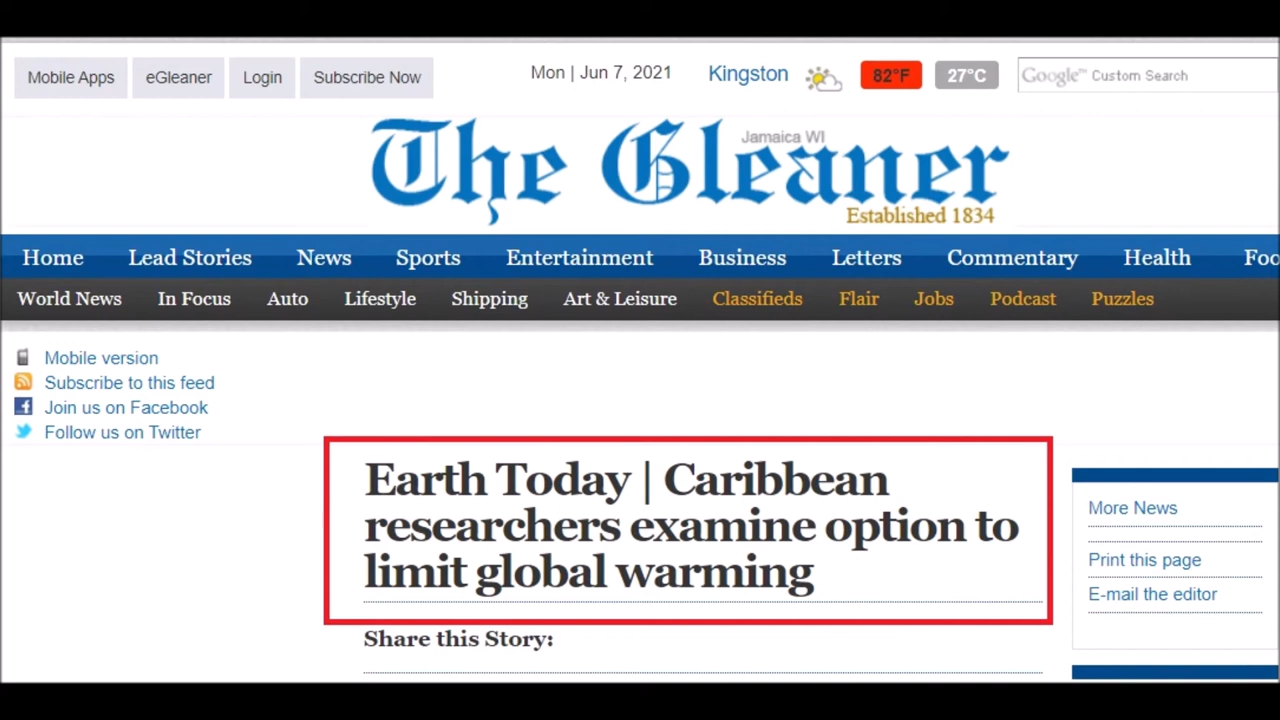 Mobile Apps eGleaner Login Subscribe Now Mon | Jun 7, 2021 Kingston 82°F 27°C Google™ Custom Search
Jamaica WI
The Gleaner
Established 1834
Home Lead Stories News Sports Entertainment Business Letters Commentary Health Foo
World News In Focus Auto Lifestyle Shipping Art & Leisure Classifieds Flair Jobs Podcast Puzzles
Mobile version
Subscribe to this feed
Join us on Facebook
Follow us on Twitter
Earth Today | Caribbean
researchers examine option to
limit global warming
Share this Story:
More News
Print this page
E-mail the editor